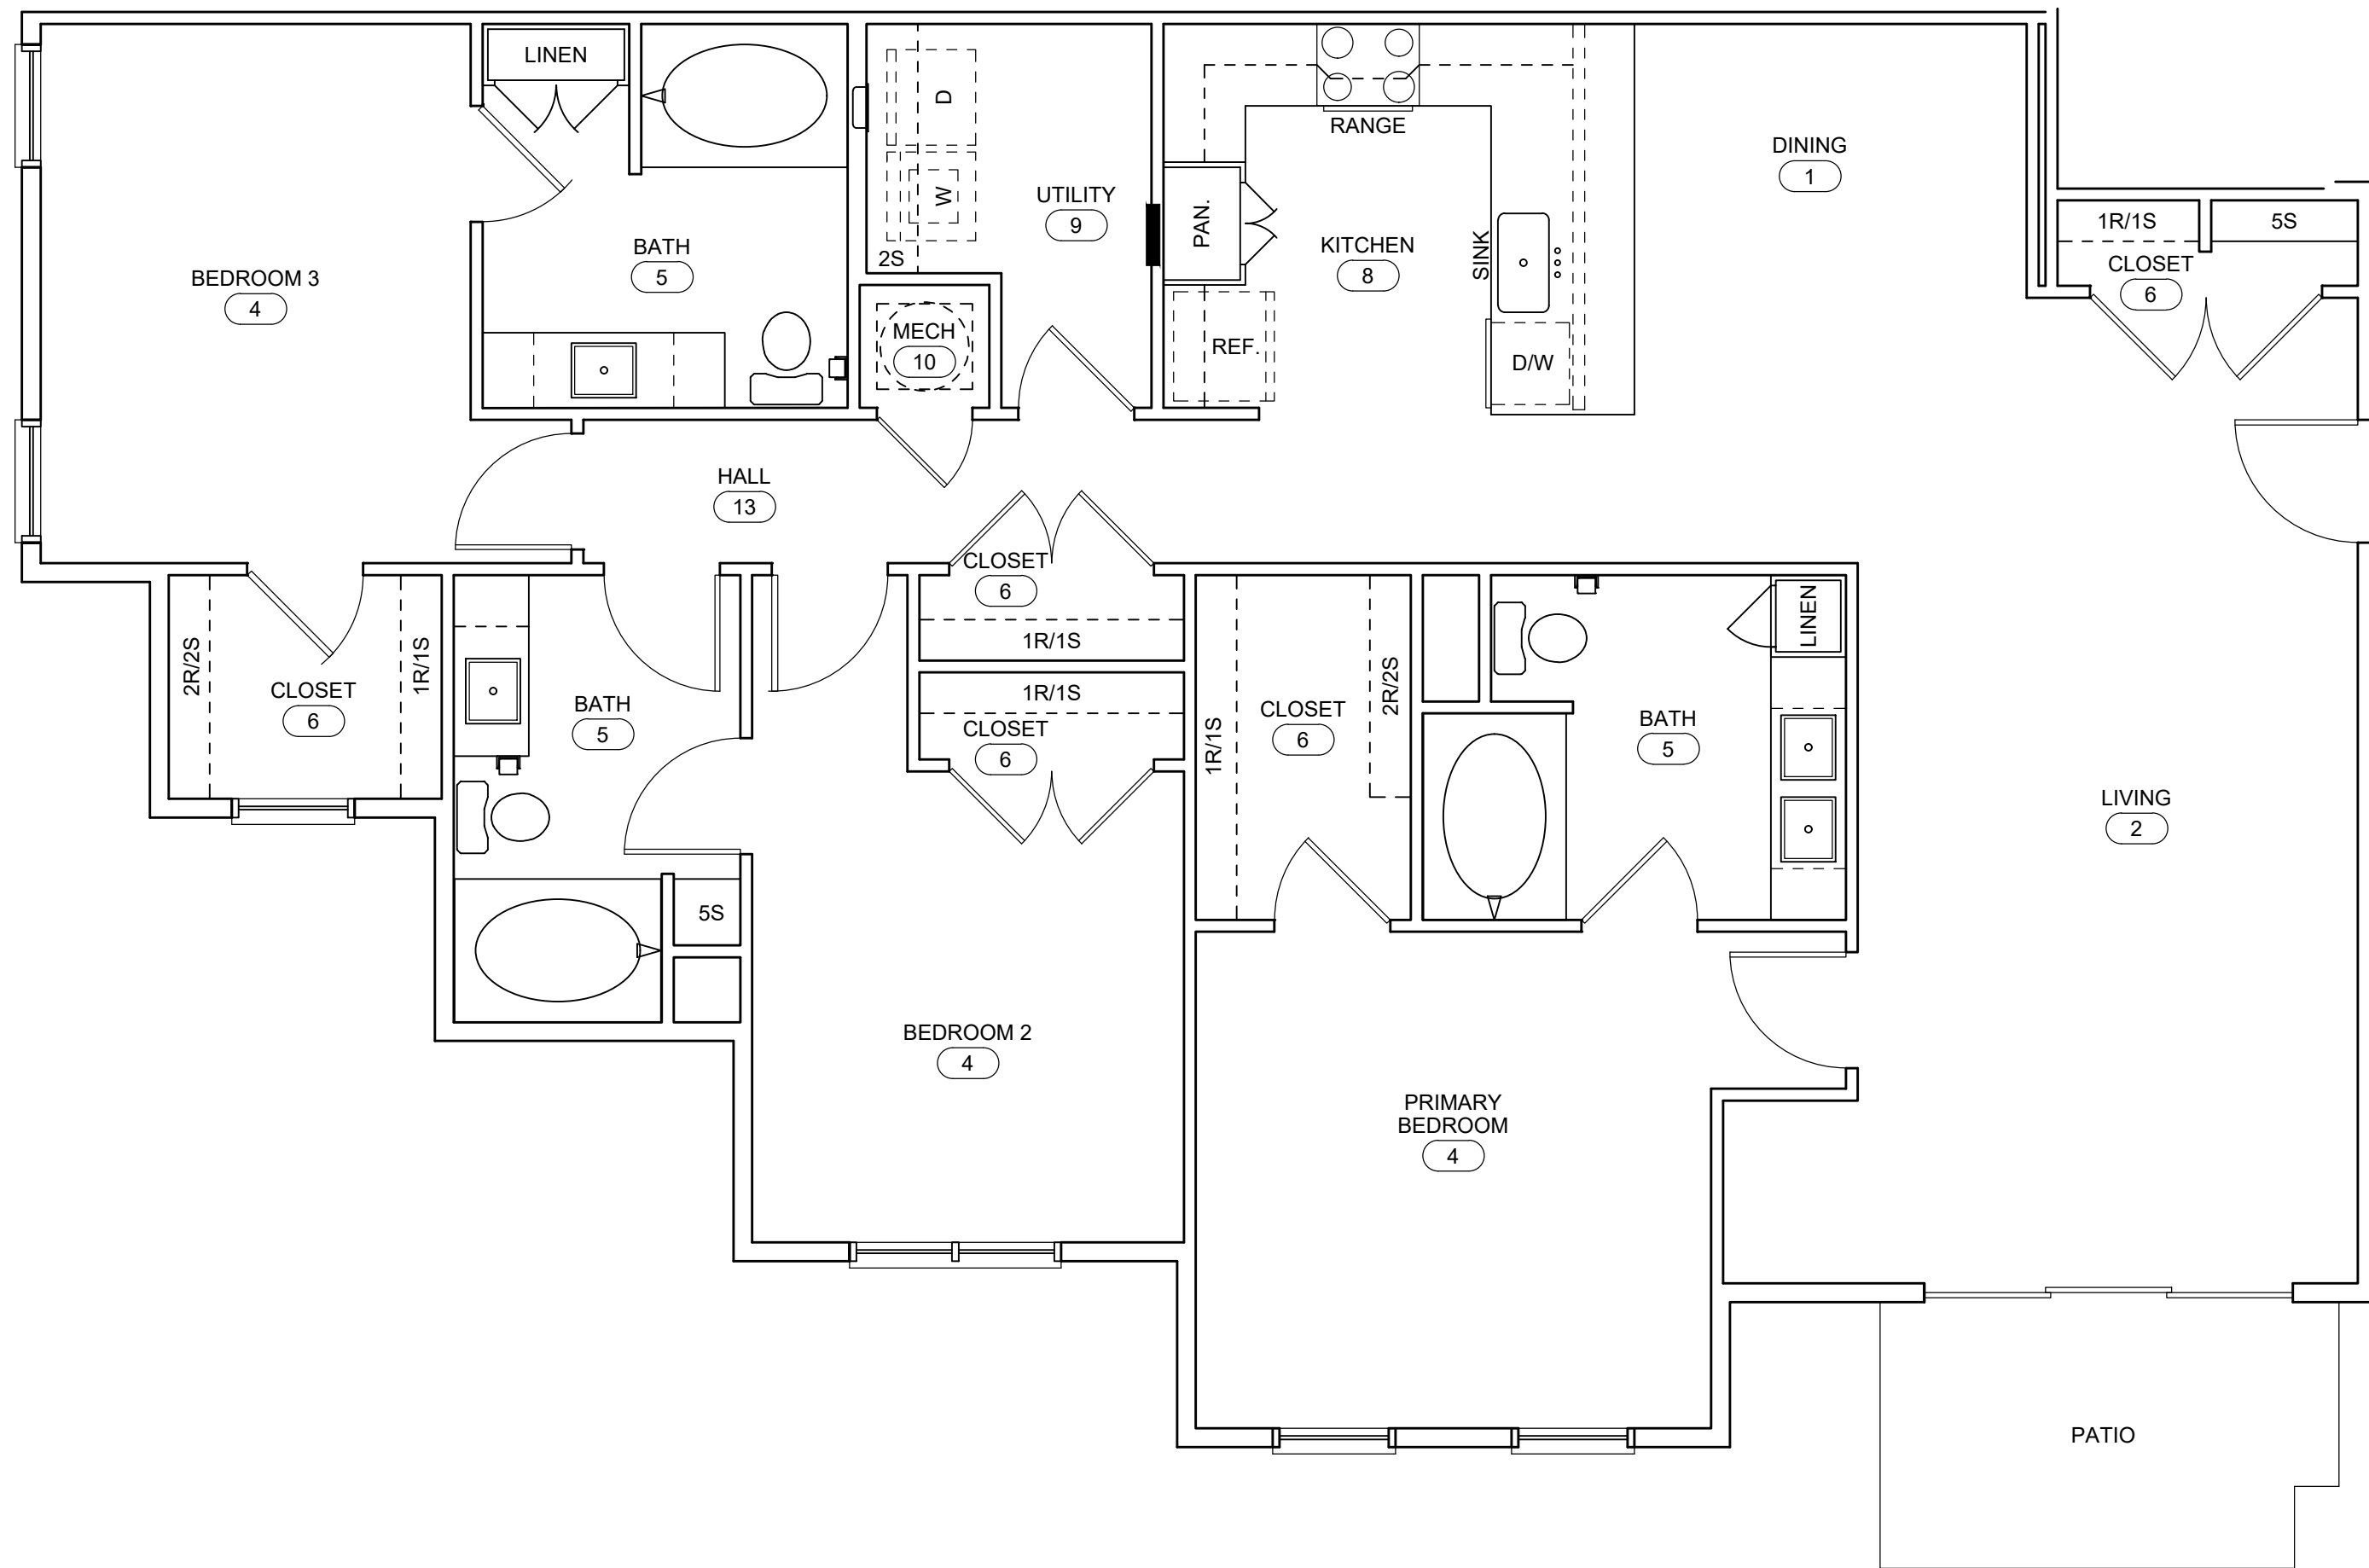 LINEN
D
W
2S
UTILITY
9
RANGE
PAN.
KITCHEN
8
SINK
REF.
D/W
DINING
1
1R/1S
5S
CLOSET
6
BEDROOM 3
4
BATH
5
MECH
10
HALL
13
CLOSET
6
1R/1S
1R/1S
CLOSET
6
2R/2S
CLOSET
6
1R/1S
BATH
5
5S
BEDROOM 2
4
1R/1S
CLOSET
6
2R/2S
BATH
5
LINEN
LIVING
2
PRIMARY
BEDROOM
4
PATIO